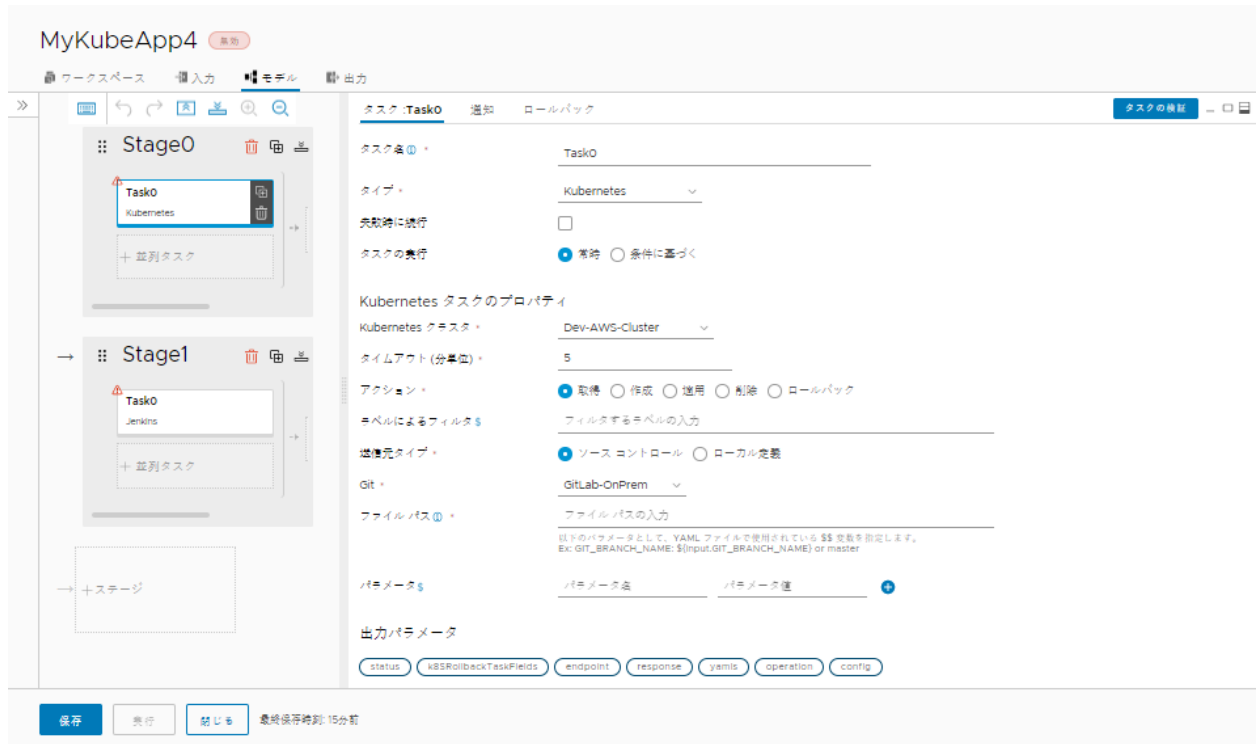 MyKubeApp4 無効
ワークスペース 入力 モデル 出力
タスク :Task0 通知 ロールバック タスクの検証
Stage0
Task0
Kubernetes
+ 並列タスク
Stage1
Task0
Jenkins
+ 並列タスク
+ステージ
タスク名 * Task0
タイプ * Kubernetes
失敗時に続行
タスクの実行 常時 条件に基づく
Kubernetes タスクのプロパティ
Kubernetes クラスタ * Dev-AWS-Cluster
タイムアウト (分単位) * 5
アクション * 取得 作成 適用 削除 ロールバック
ラベルによるフィルタ $ フィルタするラベルの入力
送信元タイプ * ソース コントロール ローカル定義
Git * GitLab-OnPrem
ファイル パス * ファイル パスの入力
以下のパラメータとして、YAML ファイルで使用されている $$ 変数を指定します。
Ex: GIT_BRANCH_NAME: ${input.GIT_BRANCH_NAME} or master
パラメータ $ パラメータ名 パラメータ値
出力パラメータ
status k8SRollbackTaskFields endpoint response yamls operation config
保存 実行 閉じる 最終保存時刻: 15分前